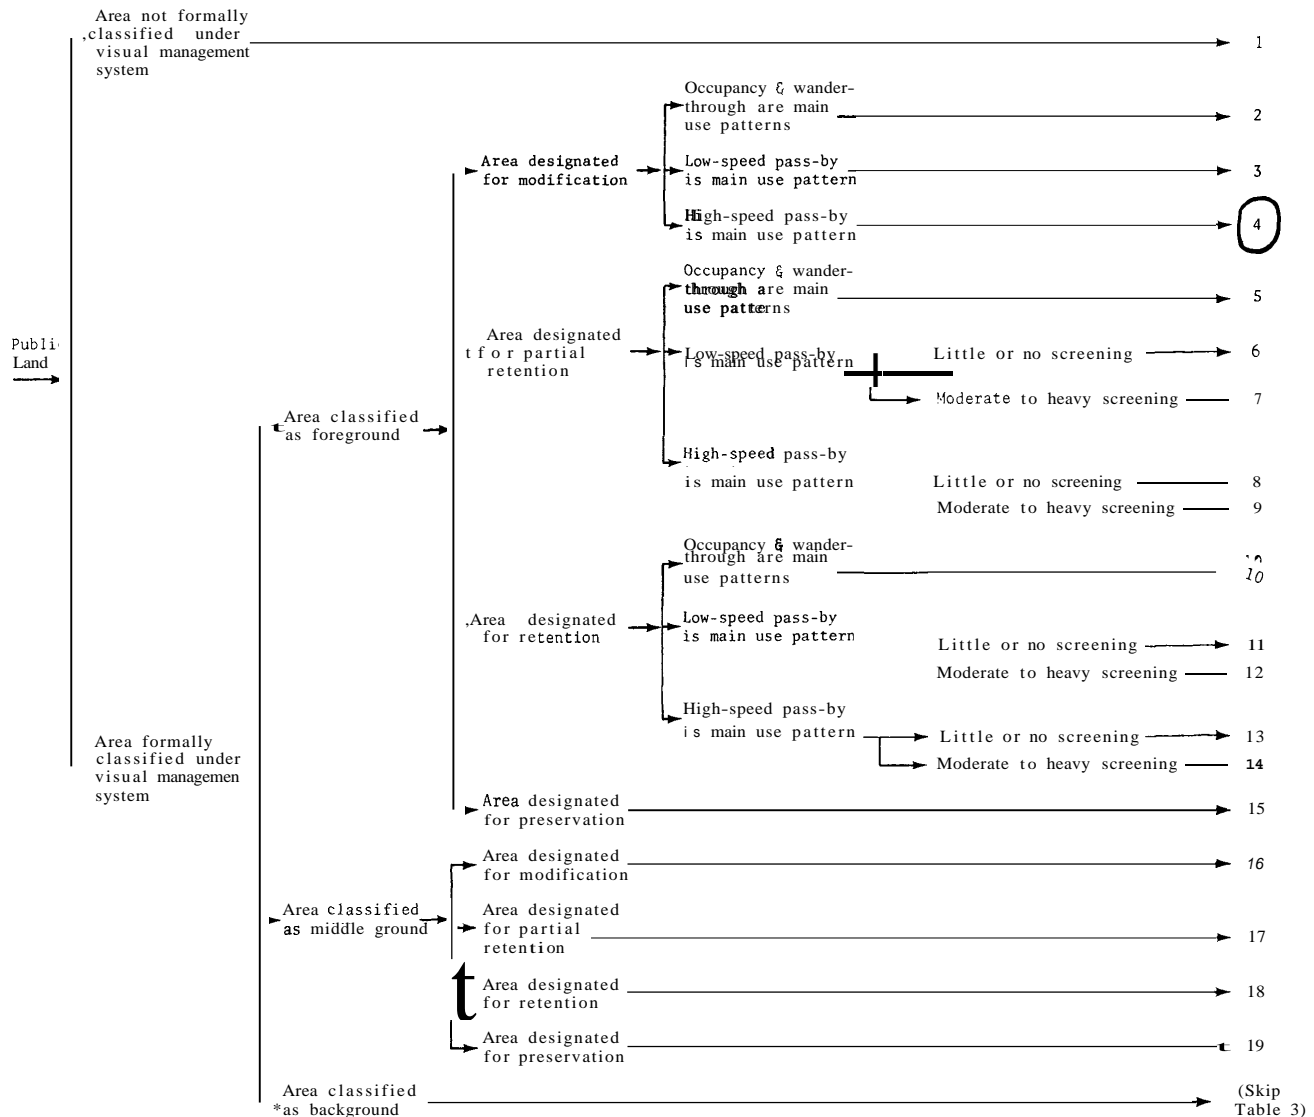 Area not formally
classified under
visual management
system
1
Occupancy & wander-
through are main
use patterns
2
Area designated
for modification
Low-speed pass-by
is main use pattern
3
High-speed pass-by
is main use pattern
4
Occupancy & wander-
through are main
use patterns
5
Public
Land
Area designated
for partial
retention
Low-speed pass-by
is main use pattern
Little or no screening
6
Moderate to heavy screening
7
Area classified
as foreground
High-speed pass-by
is main use pattern
Little or no screening
8
Moderate to heavy screening
9
Occupancy & wander-
through are main
use patterns
10
Area designated
for retention
Low-speed pass-by
is main use pattern
Little or no screening
11
Moderate to heavy screening
12
High-speed pass-by
is main use pattern
Little or no screening
13
Moderate to heavy screening
14
Area formally
classified under
visual managemen
system
Area designated
for preservation
15
Area designated
for modification
16
Area classified
as middle ground
Area designated
for partial
retention
17
Area designated
for retention
18
Area designated
for preservation
19
Area classified
*as background
(Skip
Table 3)